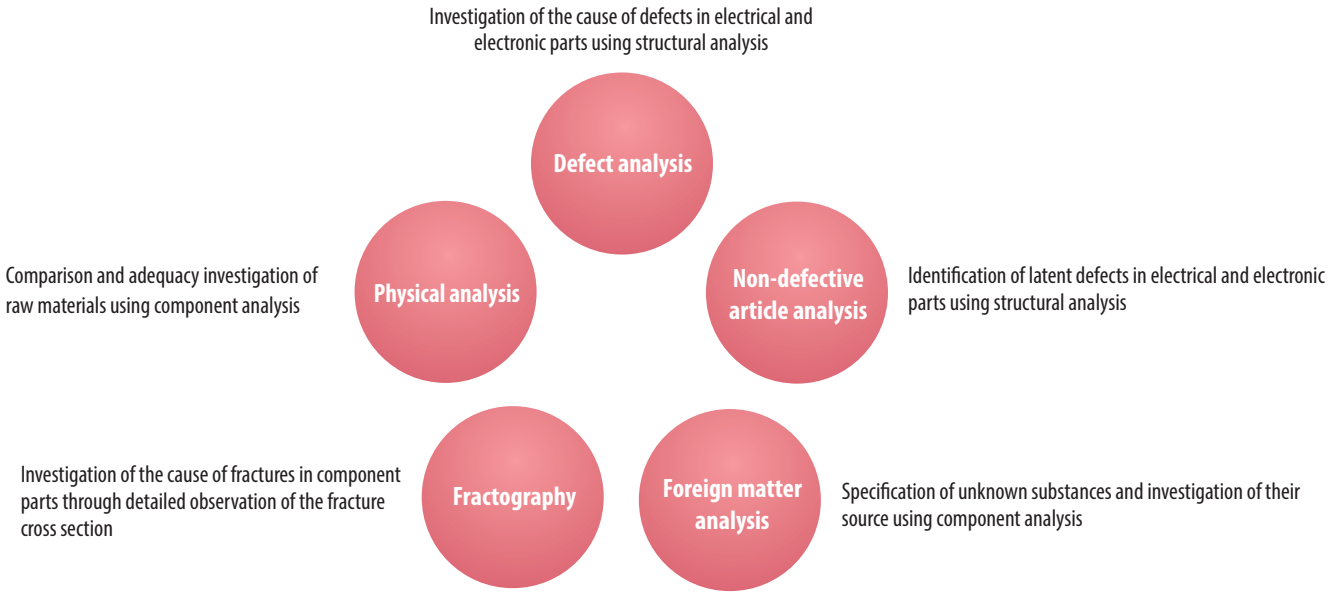 Investigation of the cause of defects in electrical and
electronic parts using structural analysis
Defect analysis
Physical analysis
Comparison and adequacy investigation of
raw materials using component analysis
Non-defective
article analysis
Identification of latent defects in electrical and electronic
parts using structural analysis
Fractography
Investigation of the cause of fractures in component
parts through detailed observation of the fracture
cross section
Foreign matter
analysis
Specification of unknown substances and investigation of their
source using component analysis